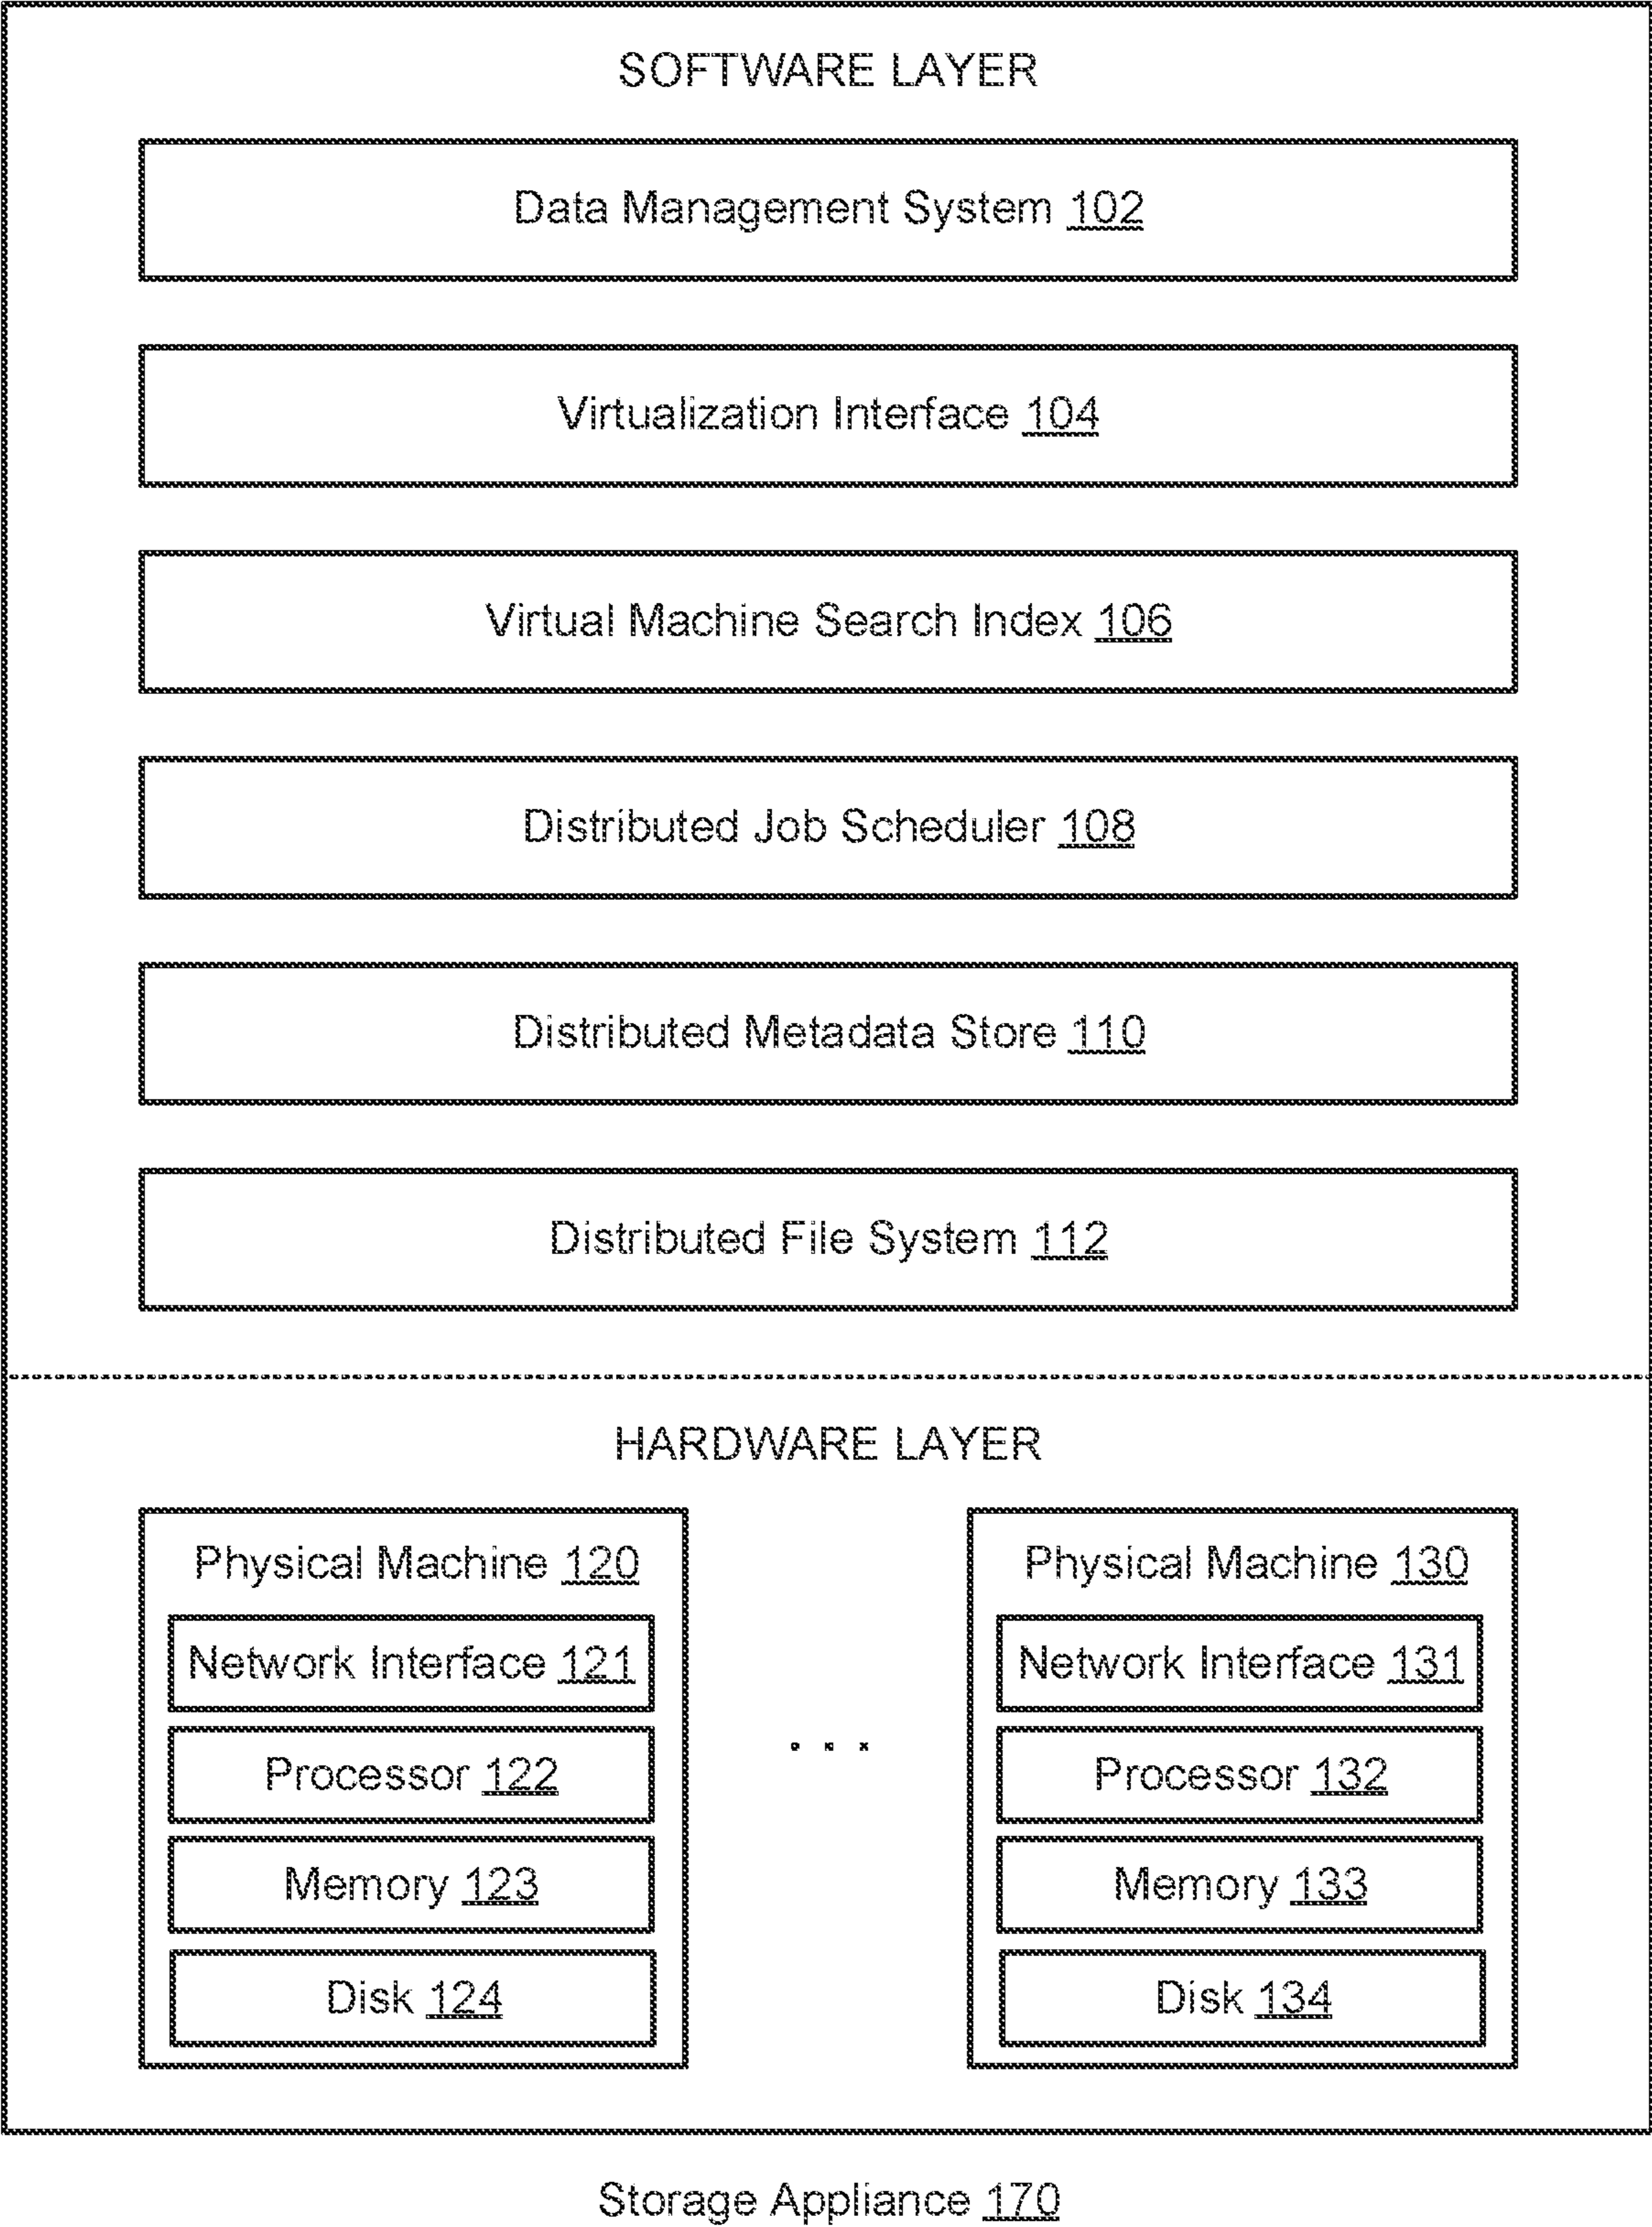 SOFTWARE LAYER
Data Management System 102
Virtualization Interface 104
Virtual Machine Search Index 106
Distributed Job Scheduler 108
Distributed Metadata Store 110
Distributed File System 112
HARDWARE LAYER
Physical Machine 120
Network Interface 121
Processor 122
Memory 123
Disk 124
. . .
Physical Machine 130
Network Interface 131
Processor 132
Memory 133
Disk 134
Storage Appliance 170